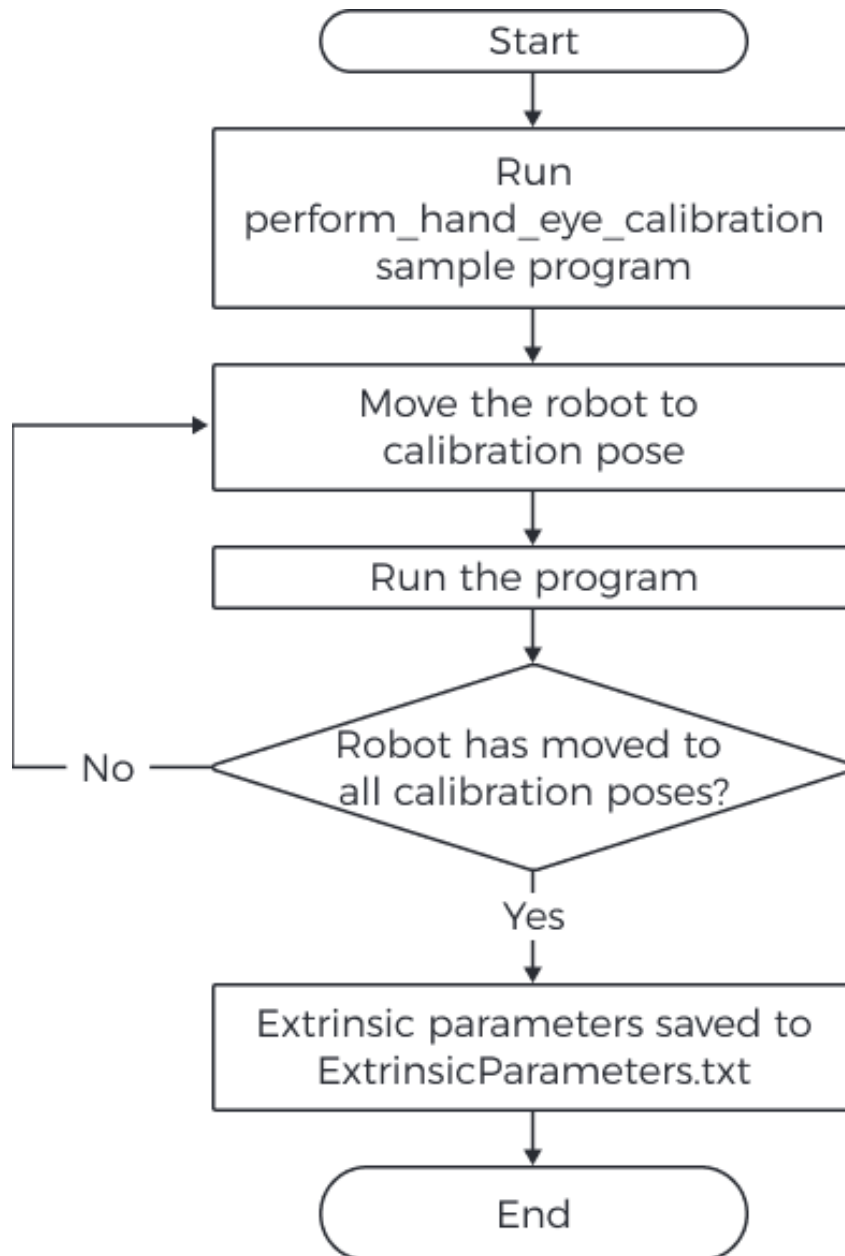 Start
Run
perform_hand_eye_calibration
sample program
Move the robot to
calibration pose
Run the program
Robot has moved to
all calibration poses?
No
Yes
Extrinsic parameters saved to
ExtrinsicParameters.txt
End